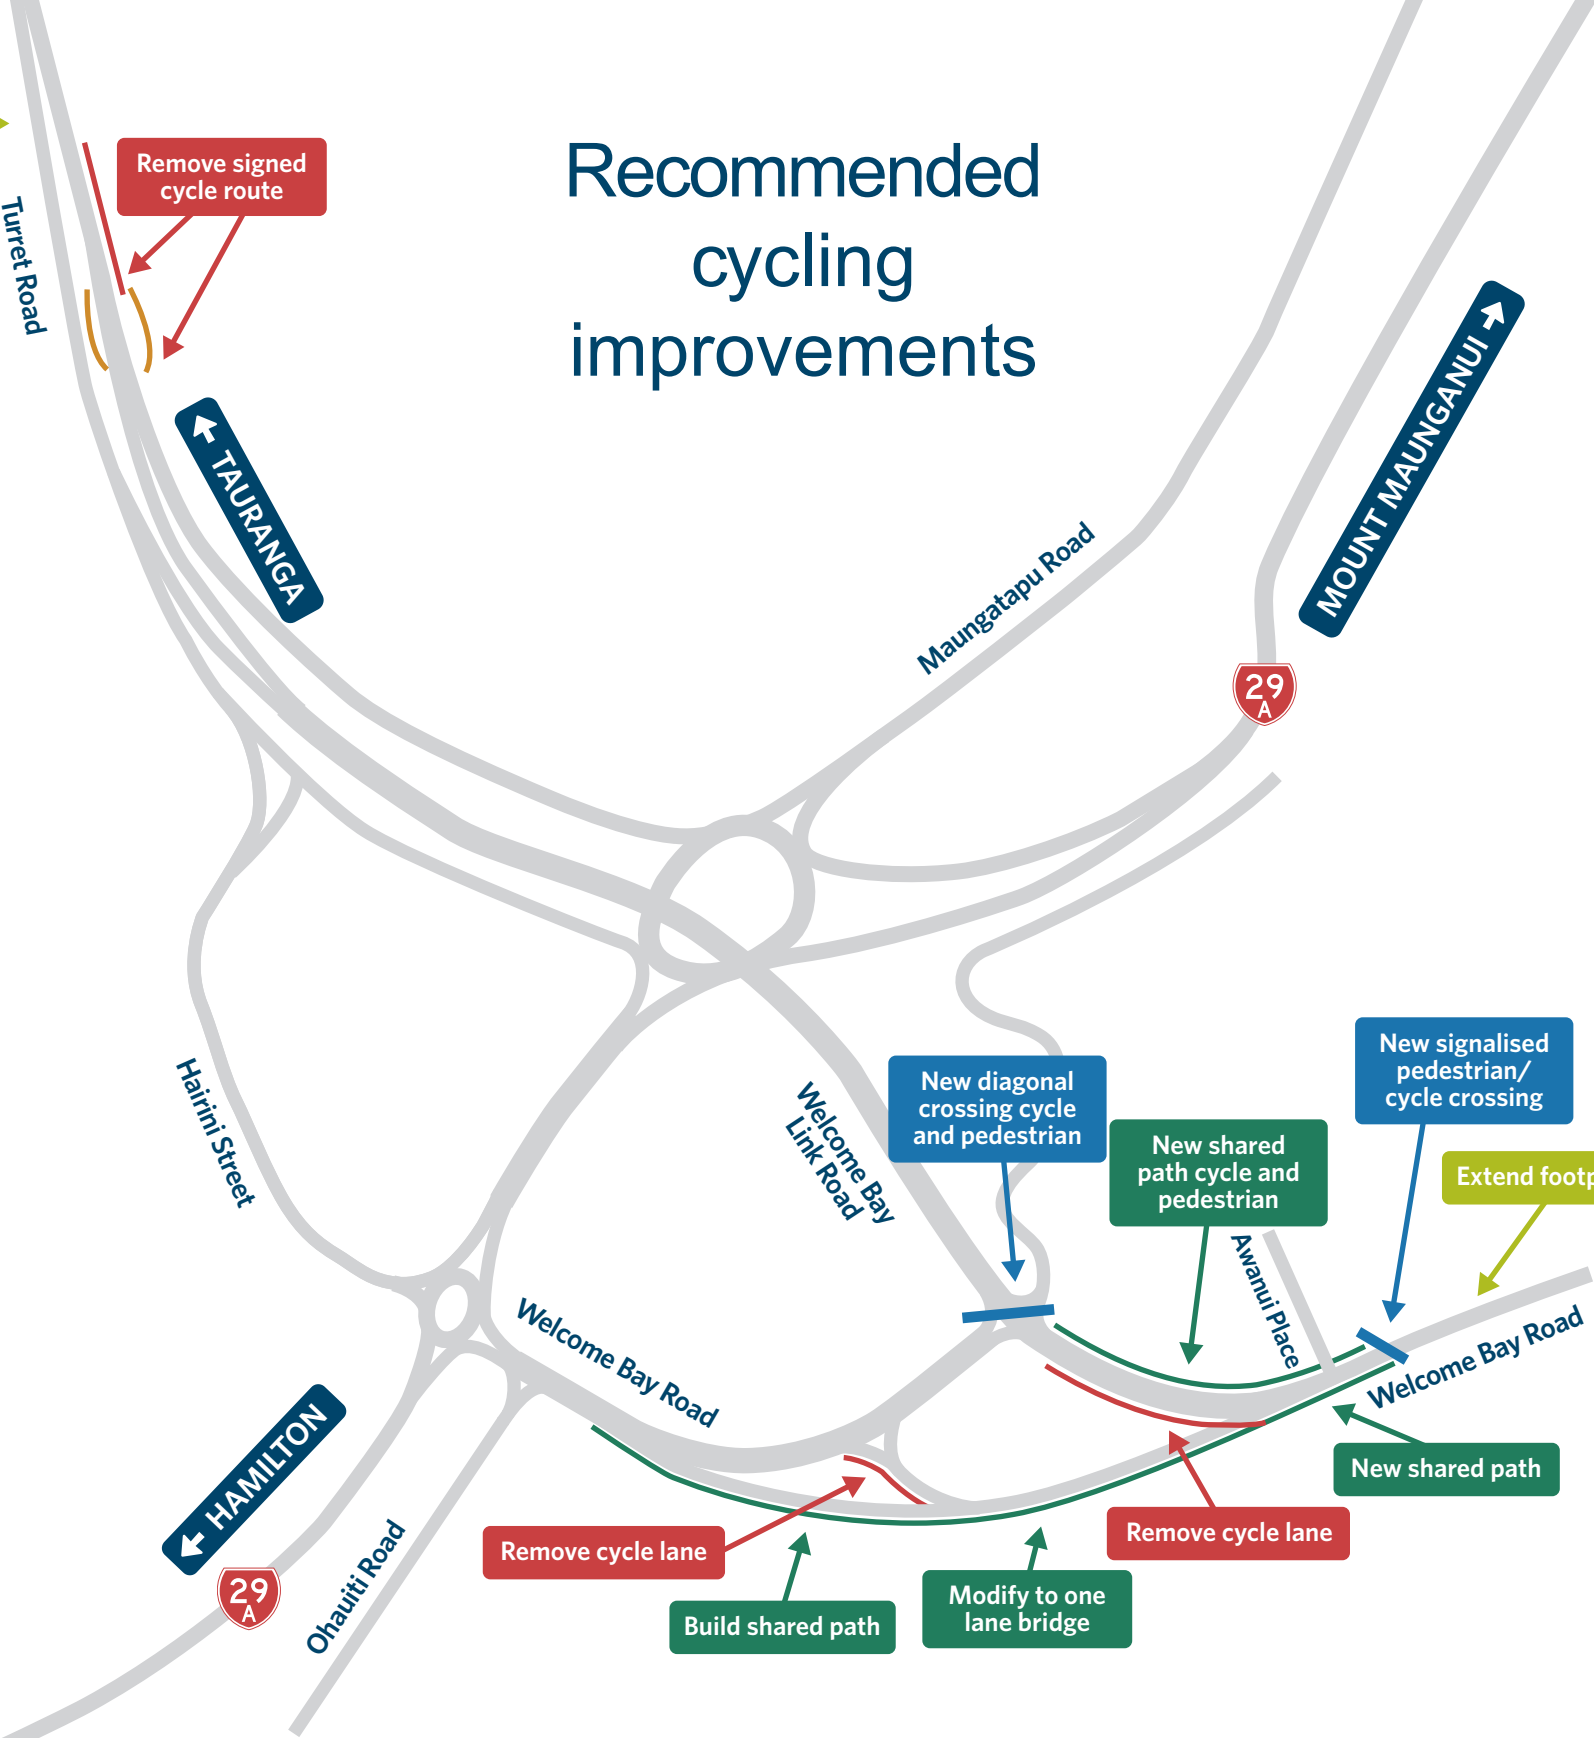 Recommended
cycling
improvements
Remove signed
cycle route
Turret Road
TAURANGA
MOUNT MAUNGANUI
Maungatapu Road
29
A
Hairini Street
Welcome Bay
Link Road
New diagonal
crossing cycle
and pedestrian
New signalised
pedestrian/
cycle crossing
New shared
path cycle and
pedestrian
Extend footp
Awanui Place
Welcome Bay Road
Welcome Bay Road
HAMILTON
29
A
Ohauiti Road
New shared path
Remove cycle lane
Remove cycle lane
Modify to one
lane bridge
Build shared path